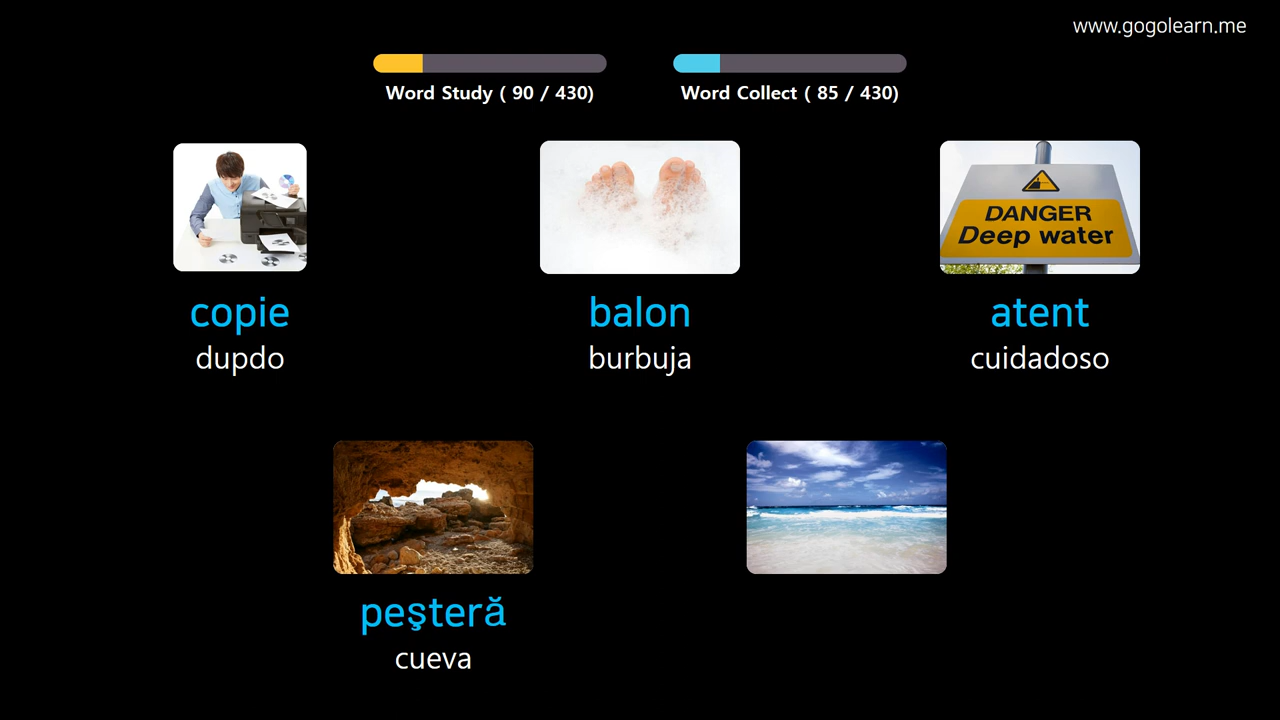 www.gogolearn.me
Word Study ( 90 / 430)
Word Collect ( 85 / 430)
DANGER
Deep water
copie
balon
atent
dupdo
burbuja
cuidadoso
peşteră
cueva